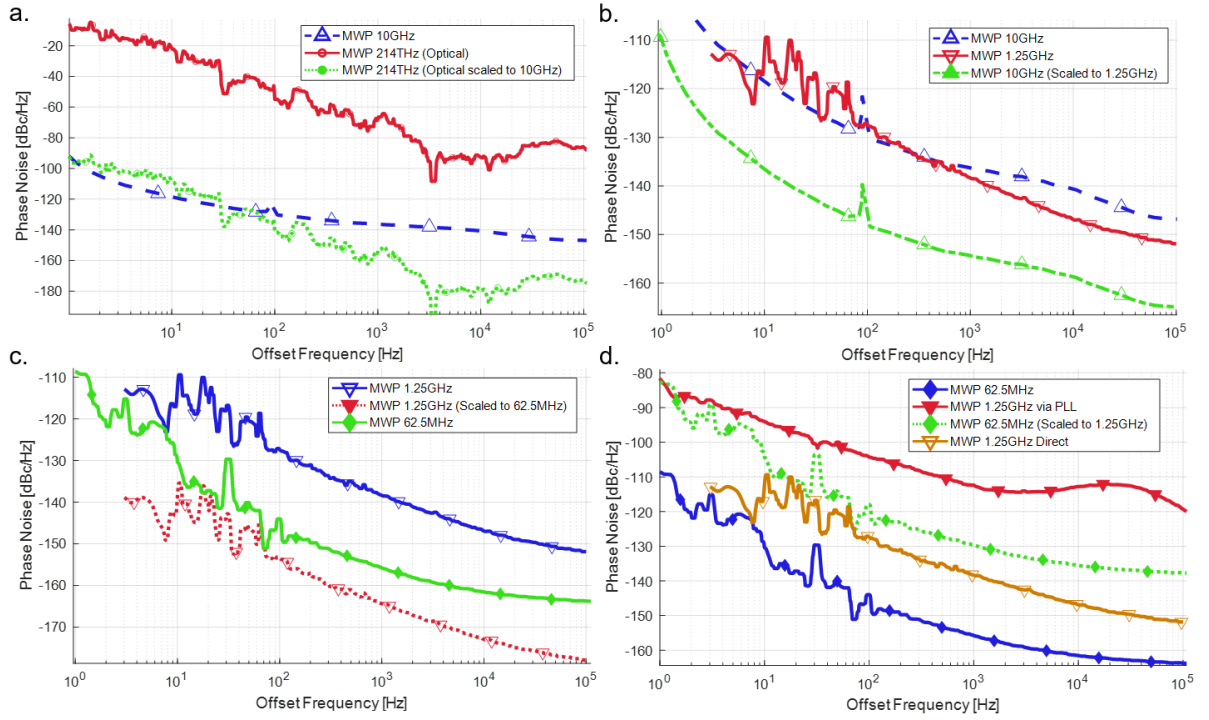 a.
MWP 10GHz
MWP 214THz (Optical)
MWP 214THz (Optical scaled to 10GHz)
-20
-40
-60
-80
-100
-120
-140
-160
-180
Phase Noise [dBc/Hz]
10^1
10^2
10^3
10^4
10^5
Offset Frequency [Hz]
b.
MWP 10GHz
MWP 1.25GHz
MWP 10GHz (Scaled to 1.25GHz)
-110
-120
-130
-140
-150
-160
Phase Noise [dBc/Hz]
10^0
10^1
10^2
10^3
10^4
10^5
Offset Frequency [Hz]
c.
MWP 1.25GHz
MWP 1.25GHz (Scaled to 62.5MHz)
MWP 62.5MHz
-110
-120
-130
-140
-150
-160
-170
Phase Noise [dBc/Hz]
10^0
10^1
10^2
10^3
10^4
10^5
Offset Frequency [Hz]
d.
MWP 62.5MHz
MWP 1.25GHz via PLL
MWP 62.5MHz (Scaled to 1.25GHz)
MWP 1.25GHz Direct
-80
-90
-100
-110
-120
-130
-140
-150
-160
Phase Noise [dBc/Hz]
10^0
10^1
10^2
10^3
10^4
10^5
Offset Frequency [Hz]